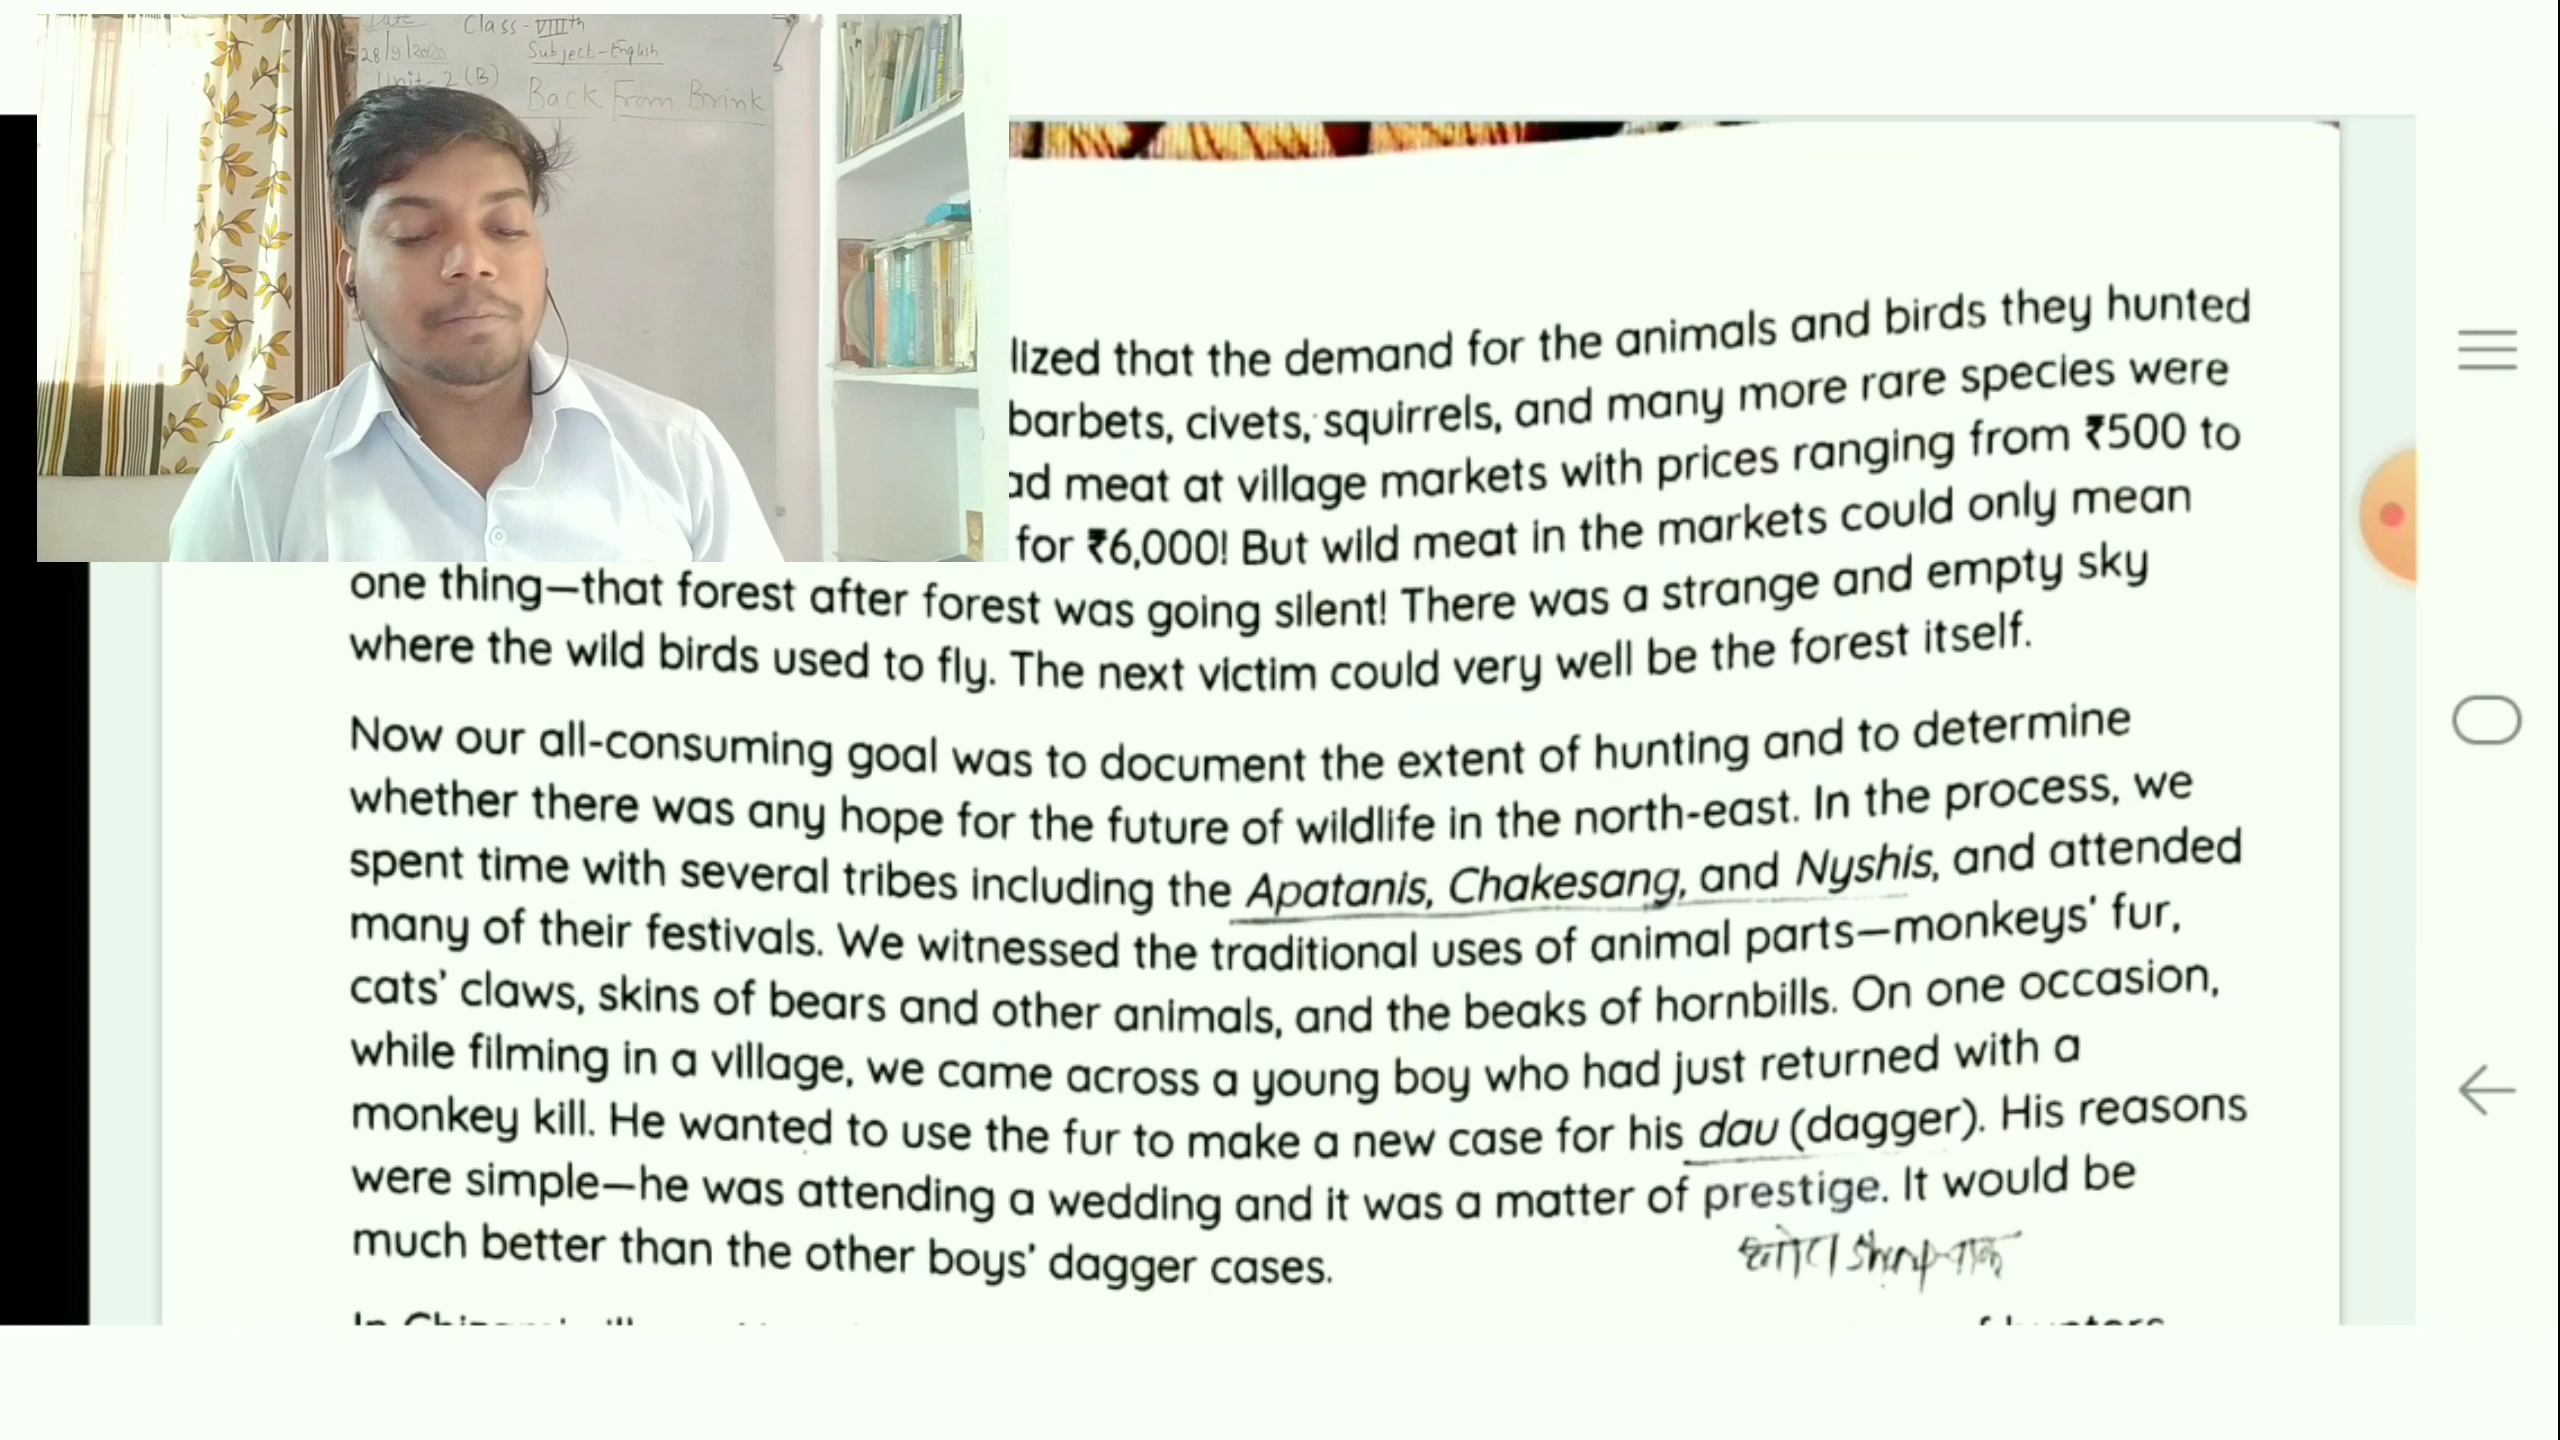 Date
Class-VIIIth
28/9/2020
Subject-English
Unit-2 (B)
Back From Brink
lized that the demand for the animals and birds they hunted
barbets, civets, squirrels, and many more rare species were
ad meat at village markets with prices ranging from ₹500 to
for ₹6,000! But wild meat in the markets could only mean
one thing—that forest after forest was going silent! There was a strange and empty sky
where the wild birds used to fly. The next victim could very well be the forest itself.
Now our all-consuming goal was to document the extent of hunting and to determine
whether there was any hope for the future of wildlife in the north-east. In the process, we
spent time with several tribes including the Apatanis, Chakesang, and Nyshis, and attended
many of their festivals. We witnessed the traditional uses of animal parts—monkeys' fur,
cats' claws, skins of bears and other animals, and the beaks of hornbills. On one occasion,
while filming in a village, we came across a young boy who had just returned with a
monkey kill. He wanted to use the fur to make a new case for his dau (dagger). His reasons
were simple—he was attending a wedding and it was a matter of prestige. It would be
much better than the other boys' dagger cases.